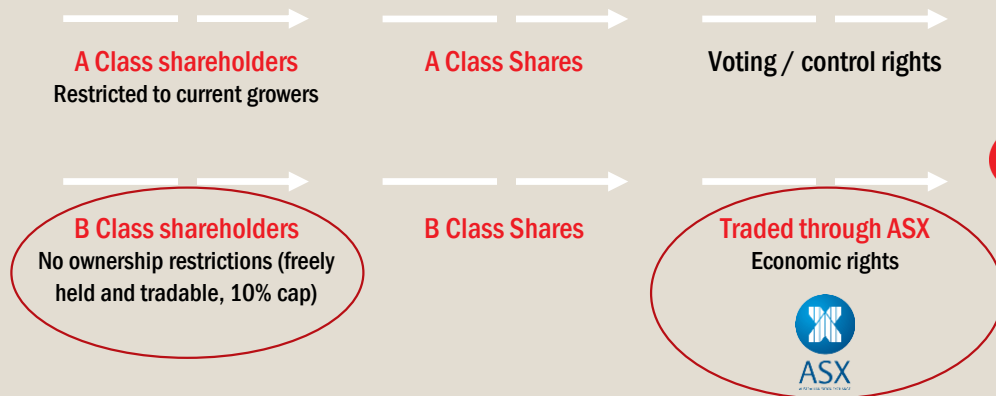 A Class shareholders
Restricted to current growers
A Class Shares
Voting / control rights
B Class shareholders
No ownership restrictions (freely
held and tradable, 10% cap)
B Class Shares
Traded through ASX
Economic rights
ASX